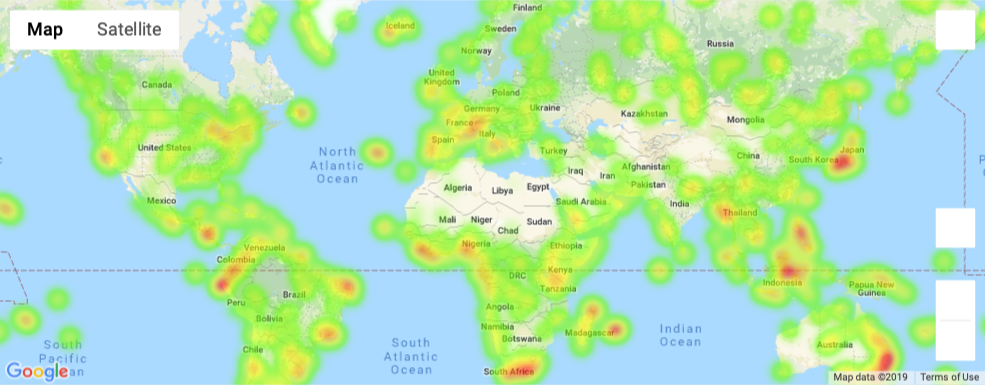 Map Satellite
Finland
Iceland
Sweden
Russia
Norway
United
Kingdom
Canada
Poland
Germany
Ukraine
Kazakhstan
France
Mongolia
Italy
Spain
United States
Turkey
Japan
South Korea
China
North
Atlantic
Ocean
Afghanistan
Iraq
Iran
Pakistan
Algeria
Libya
Egypt
Mexico
Saudi Arabia
India
Thailand
Mali
Niger
Sudan
Chad
Nigeria
Ethiopia
Venezuela
Colombia
DRC
Kenya
Indonesia
Papua New
Guinea
Tanzania
Peru
Brazil
Angola
Bolivia
Namibia
Madagascar
Botswana
Indian
Ocean
South
Pacific
Ocean
Chile
South
Atlantic
Ocean
Australia
South Africa
Google
Map data ©2019 Terms of Use